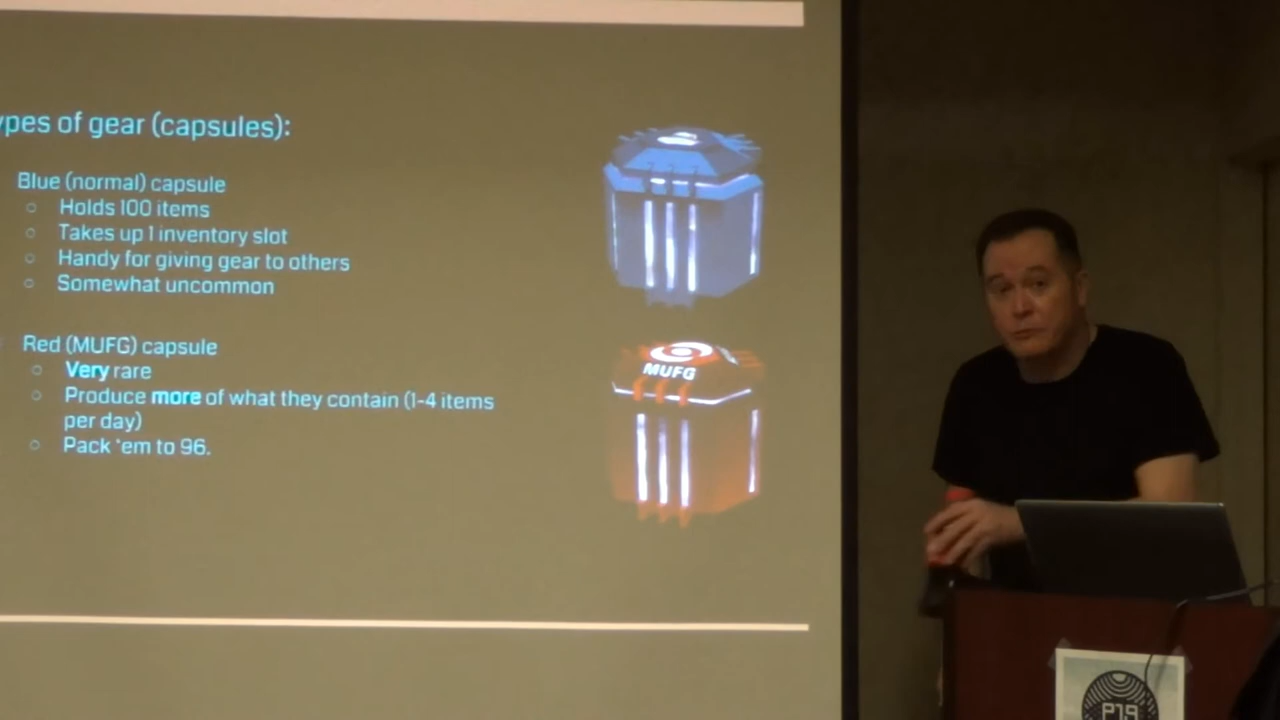 ypes of gear (capsules):
Blue (normal) capsule
○ Holds 100 items
○ Takes up 1 inventory slot
○ Handy for giving gear to others
○ Somewhat uncommon
Red (MUFG) capsule
○ Very rare
○ Produce more of what they contain (1-4 items
per day)
○ Pack 'em to 96.
MUFG
P19